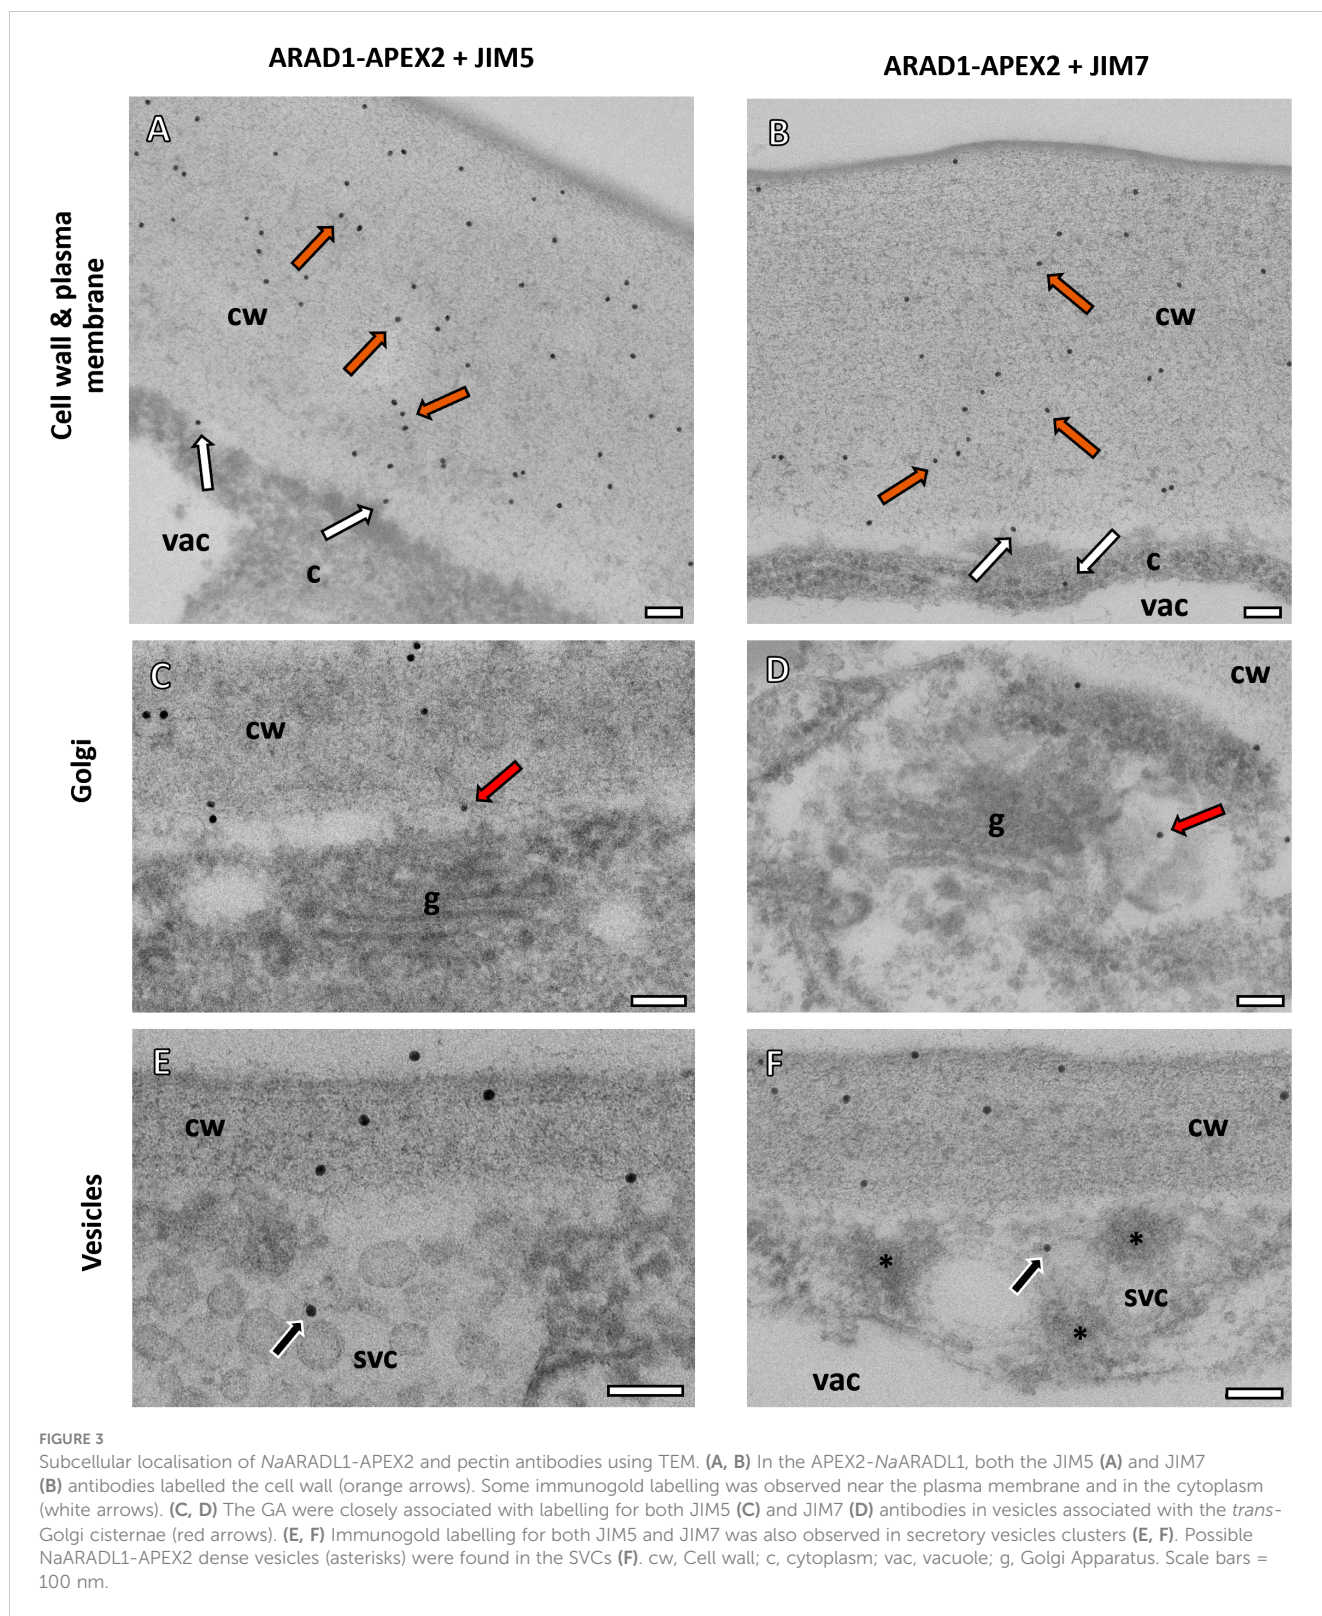 ARAD1-APEX2 + JIM5
ARAD1-APEX2 + JIM7
Cell wall & plasma
membrane
A
cw
vac
c
B
cw
c
vac
Golgi
C
cw
g
D
cw
g
Vesicles
E
cw
svc
F
cw
*
*
svc
*
vac
FIGURE 3
Subcellular localisation of NaARADL1-APEX2 and pectin antibodies using TEM. (A, B) In the APEX2-NaARADL1, both the JIM5 (A) and JIM7
(B) antibodies labelled the cell wall (orange arrows). Some immunogold labelling was observed near the plasma membrane and in the cytoplasm
(white arrows). (C, D) The GA were closely associated with labelling for both JIM5 (C) and JIM7 (D) antibodies in vesicles associated with the trans-
Golgi cisternae (red arrows). (E, F) Immunogold labelling for both JIM5 and JIM7 was also observed in secretory vesicles clusters (E, F). Possible
NaARADL1-APEX2 dense vesicles (asterisks) were found in the SVCs (F). cw, Cell wall; c, cytoplasm; vac, vacuole; g, Golgi Apparatus. Scale bars =
100 nm.